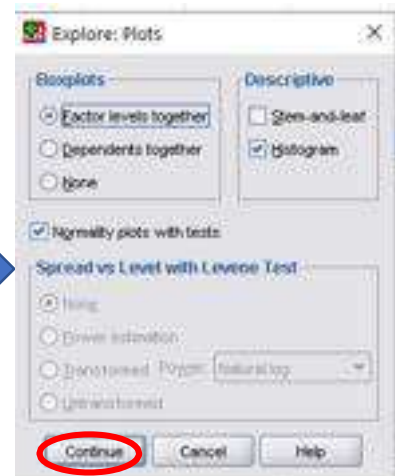 Explore: Plots
Boxplots
Factor levels together
Dependents together
None
Descriptive
Stem-and-leaf
Histogram
Normality plots with tests
Spread vs Level with Levene Test
None
Power estimation
Transformed Power: Natural log
Untransformed
Continue Cancel Help